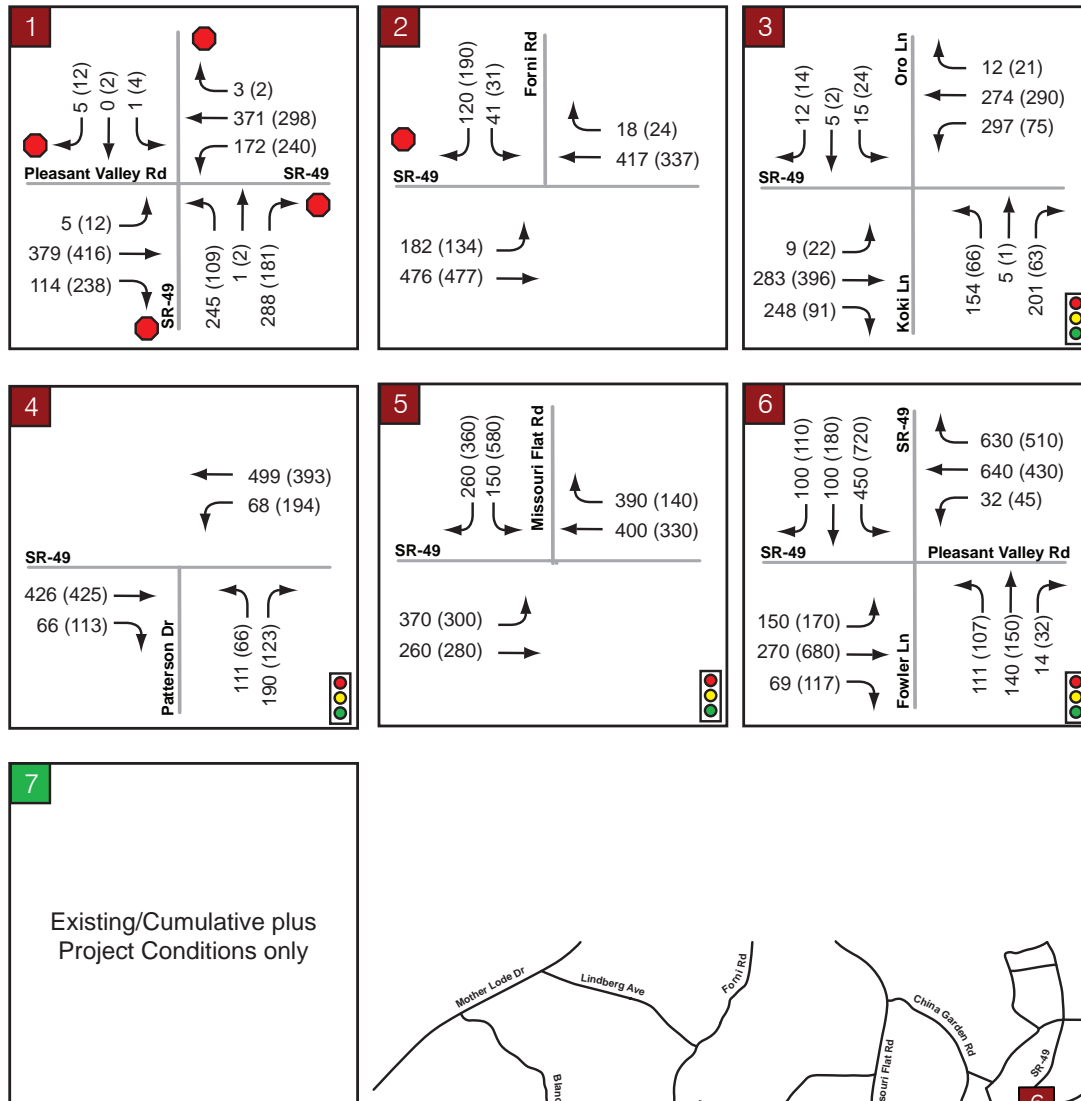 1
5 (12)
0 (2)
1 (4)
3 (2)
371 (298)
172 (240)
Pleasant Valley Rd
SR-49
5 (12)
379 (416)
114 (238)
SR-49
245 (109)
1 (2)
288 (181)
2
120 (190)
41 (31)
Forni Rd
18 (24)
417 (337)
SR-49
182 (134)
476 (477)
3
12 (14)
5 (2)
15 (24)
Oro Ln
12 (21)
274 (290)
297 (75)
SR-49
9 (22)
283 (396)
248 (91)
Koki Ln
154 (66)
5 (1)
201 (63)
4
499 (393)
68 (194)
SR-49
426 (425)
66 (113)
Patterson Dr
111 (66)
190 (123)
5
260 (360)
150 (580)
Missouri Flat Rd
390 (140)
400 (330)
SR-49
370 (300)
260 (280)
6
100 (110)
100 (180)
450 (720)
SR-49
630 (510)
640 (430)
32 (45)
SR-49
Pleasant Valley Rd
150 (170)
270 (680)
69 (117)
Fowler Ln
111 (107)
140 (150)
14 (32)
7
Existing/Cumulative plus
Project Conditions only
Mother Lode Dr
Lindberg Ave
Forni Rd
China Garden Rd
souri Flat Rd
SR-49
Blanc
6